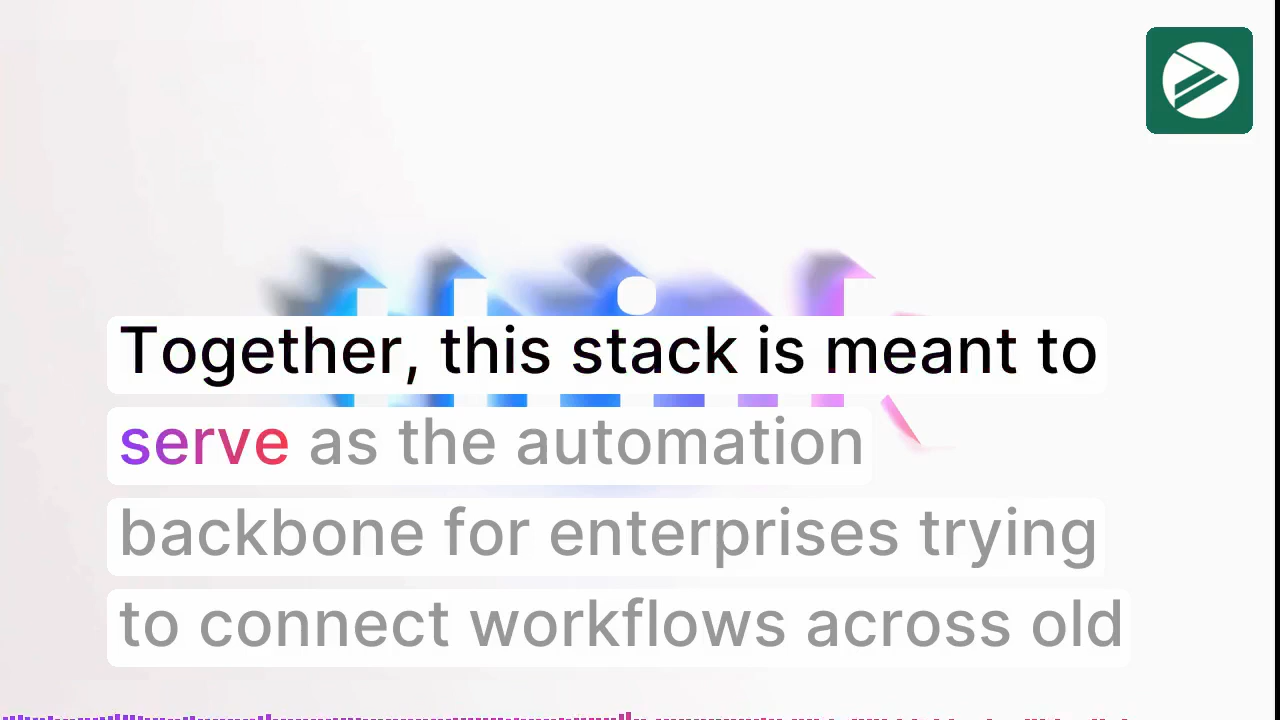 Together, this stack is meant to
serve as the automation
backbone for enterprises trying
to connect workflows across old